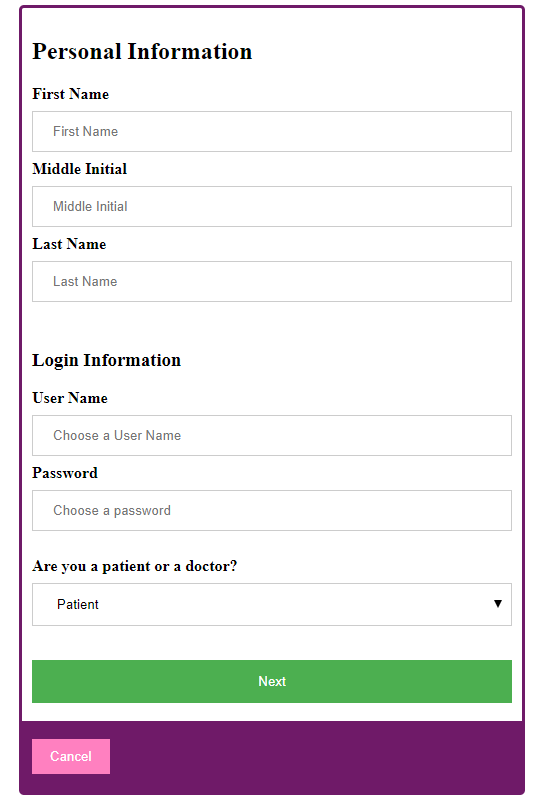 Personal Information
First Name
First Name
Middle Initial
Middle Initial
Last Name
Last Name
Login Information
User Name
Choose a User Name
Password
Choose a password
Are you a patient or a doctor?
Patient
Next
Cancel